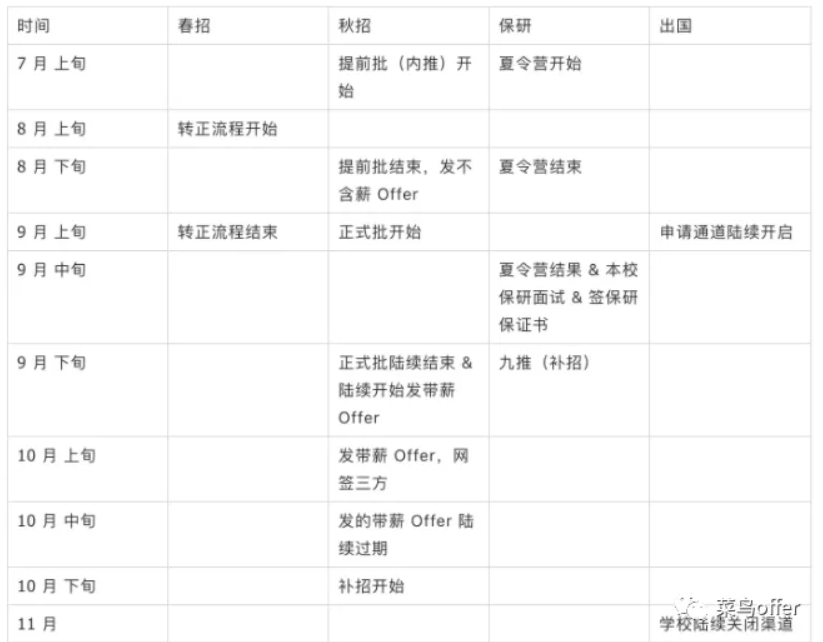 时间 春招 秋招 保研 出国
7 月 上旬 提前批（内推）开 夏令营开始
始
8 月 上旬 转正流程开始
8 月 下旬 提前批结束，发不 夏令营结束
含薪 Offer
9 月 上旬 转正流程结束 正式批开始 申请通道陆续开启
9 月 中旬 夏令营结果 & 本校
保研面试 & 签保研
保证书
9 月 下旬 正式批陆续结束 & 九推（补招）
陆续开始发带薪
Offer
10 月 上旬 发带薪 Offer，网
签三方
10 月 中旬 发的带薪 Offer 陆
续过期
10 月 下旬 补招开始
菜鸟offer
11 月 学校陆续关闭渠道